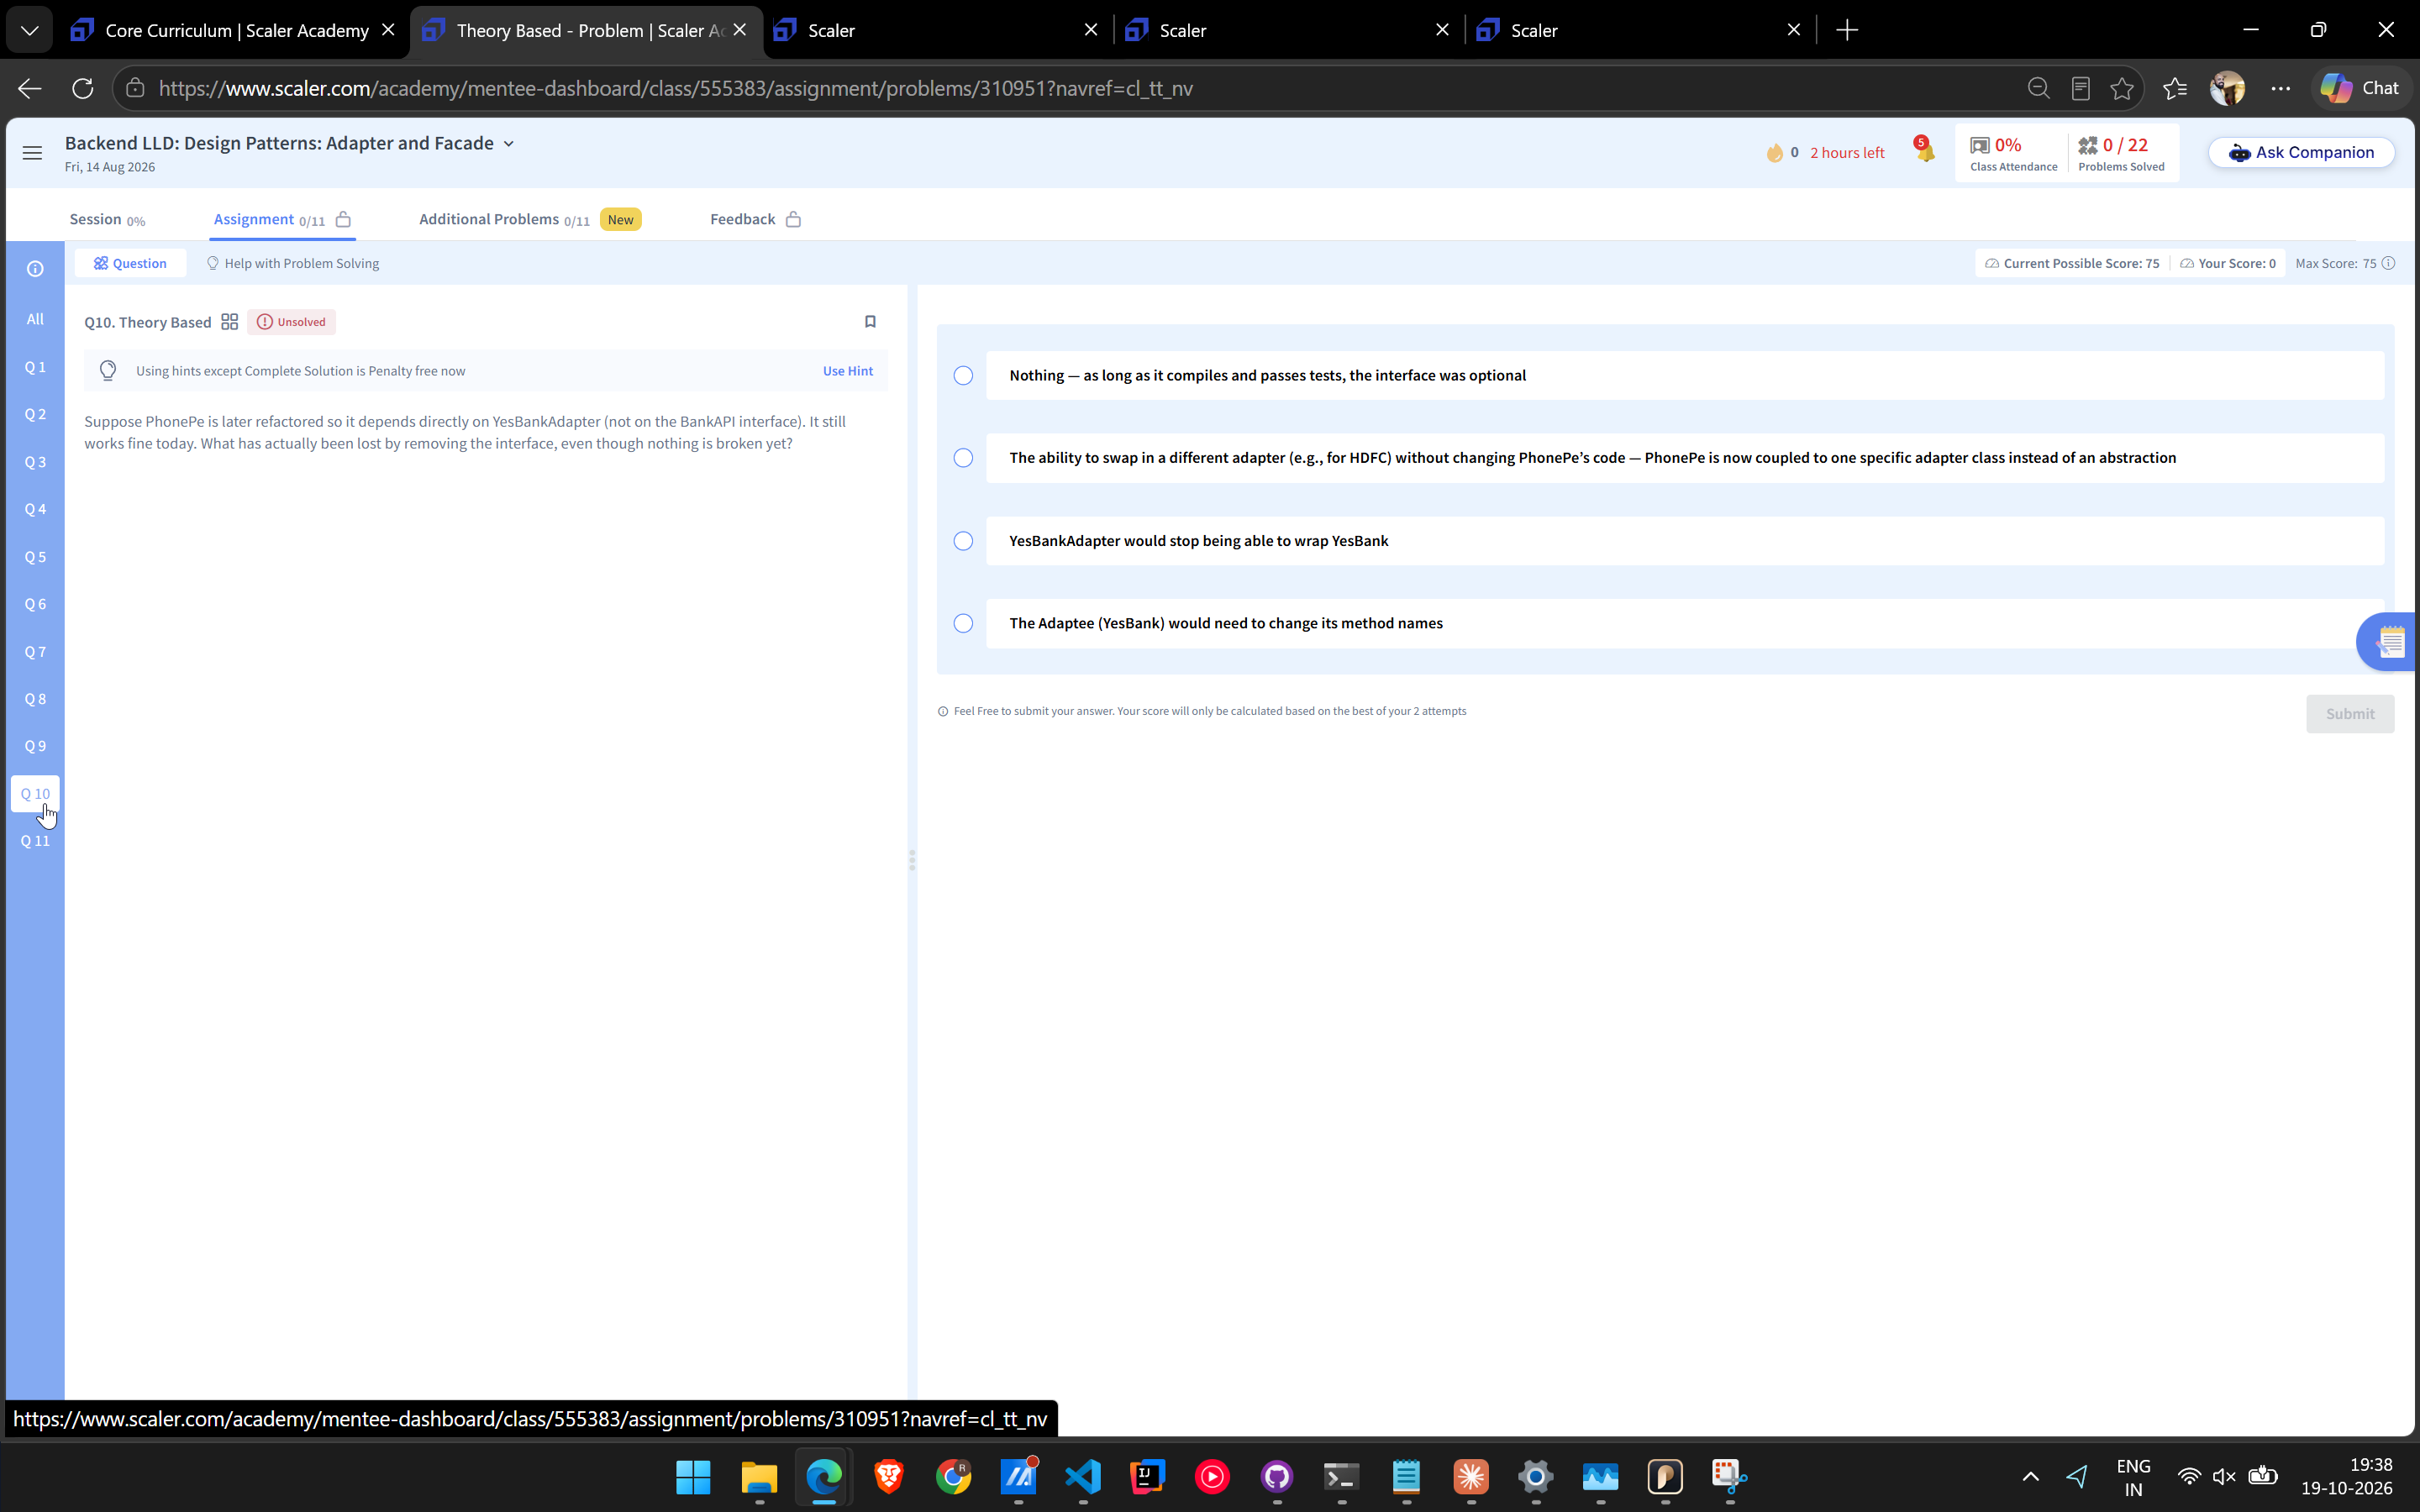 Core Curriculum | Scaler Academy
Theory Based - Problem | Scaler Ac
Scaler
Scaler
Scaler
https://www.scaler.com/academy/mentee-dashboard/class/555383/assignment/problems/310951?navref=cl_tt_nv
Chat
Backend LLD: Design Patterns: Adapter and Facade
Fri, 14 Aug 2026
0 2 hours left
5
0%
Class Attendance
0 / 22
Problems Solved
Ask Companion
Session 0%
Assignment 0/11
Additional Problems 0/11 New
Feedback
Question
Help with Problem Solving
Current Possible Score: 75
Your Score: 0
Max Score: 75
All
Q 1
Q 2
Q 3
Q 4
Q 5
Q 6
Q 7
Q 8
Q 9
Q 10
Q 11
Q10. Theory Based
Unsolved
Using hints except Complete Solution is Penalty free now
Use Hint
Suppose PhonePe is later refactored so it depends directly on YesBankAdapter (not on the BankAPI interface). It still
works fine today. What has actually been lost by removing the interface, even though nothing is broken yet?
Nothing — as long as it compiles and passes tests, the interface was optional
The ability to swap in a different adapter (e.g., for HDFC) without changing PhonePe's code — PhonePe is now coupled to one specific adapter class instead of an abstraction
YesBankAdapter would stop being able to wrap YesBank
The Adaptee (YesBank) would need to change its method names
Feel Free to submit your answer. Your score will only be calculated based on the best of your 2 attempts
Submit
https://www.scaler.com/academy/mentee-dashboard/class/555383/assignment/problems/310951?navref=cl_tt_nv
R
IJ
ENG
IN
19:38
19-10-2026